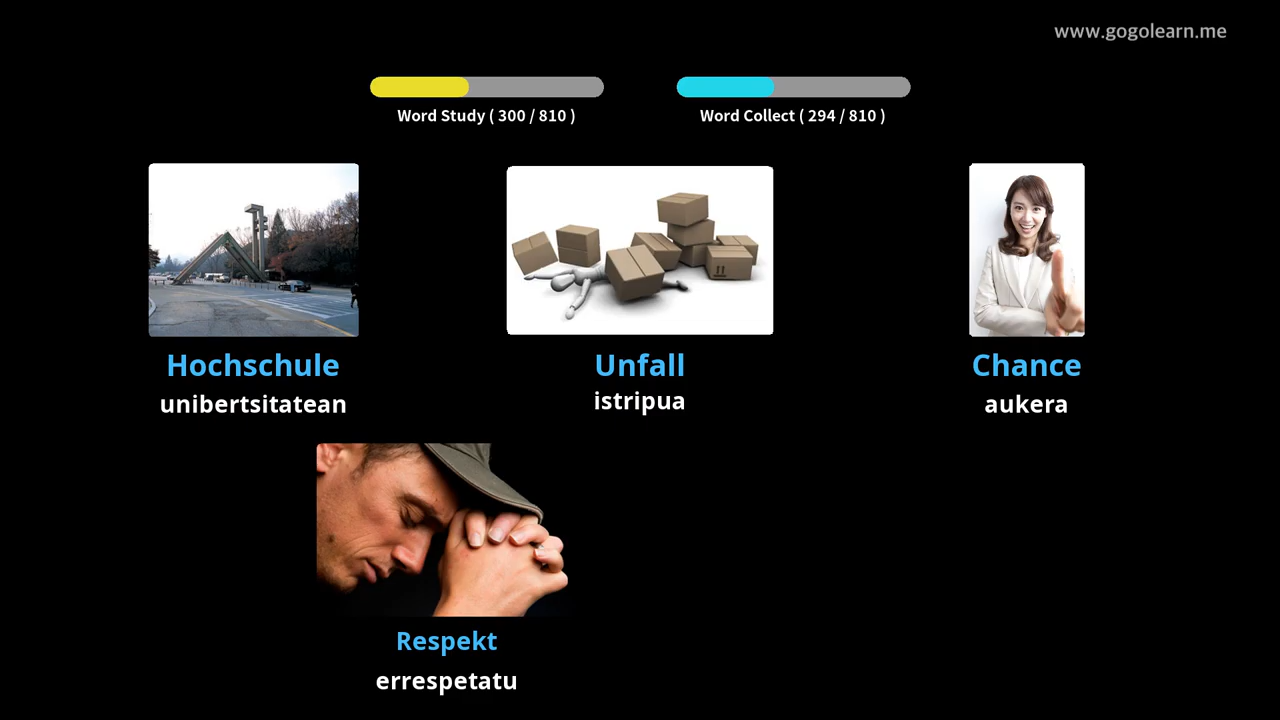 www.gogolearn.me
Word Study ( 300 / 810 )
Word Collect ( 294 / 810 )
Hochschule
unibertsitatean
Unfall
istripua
Chance
aukera
Respekt
errespetatu